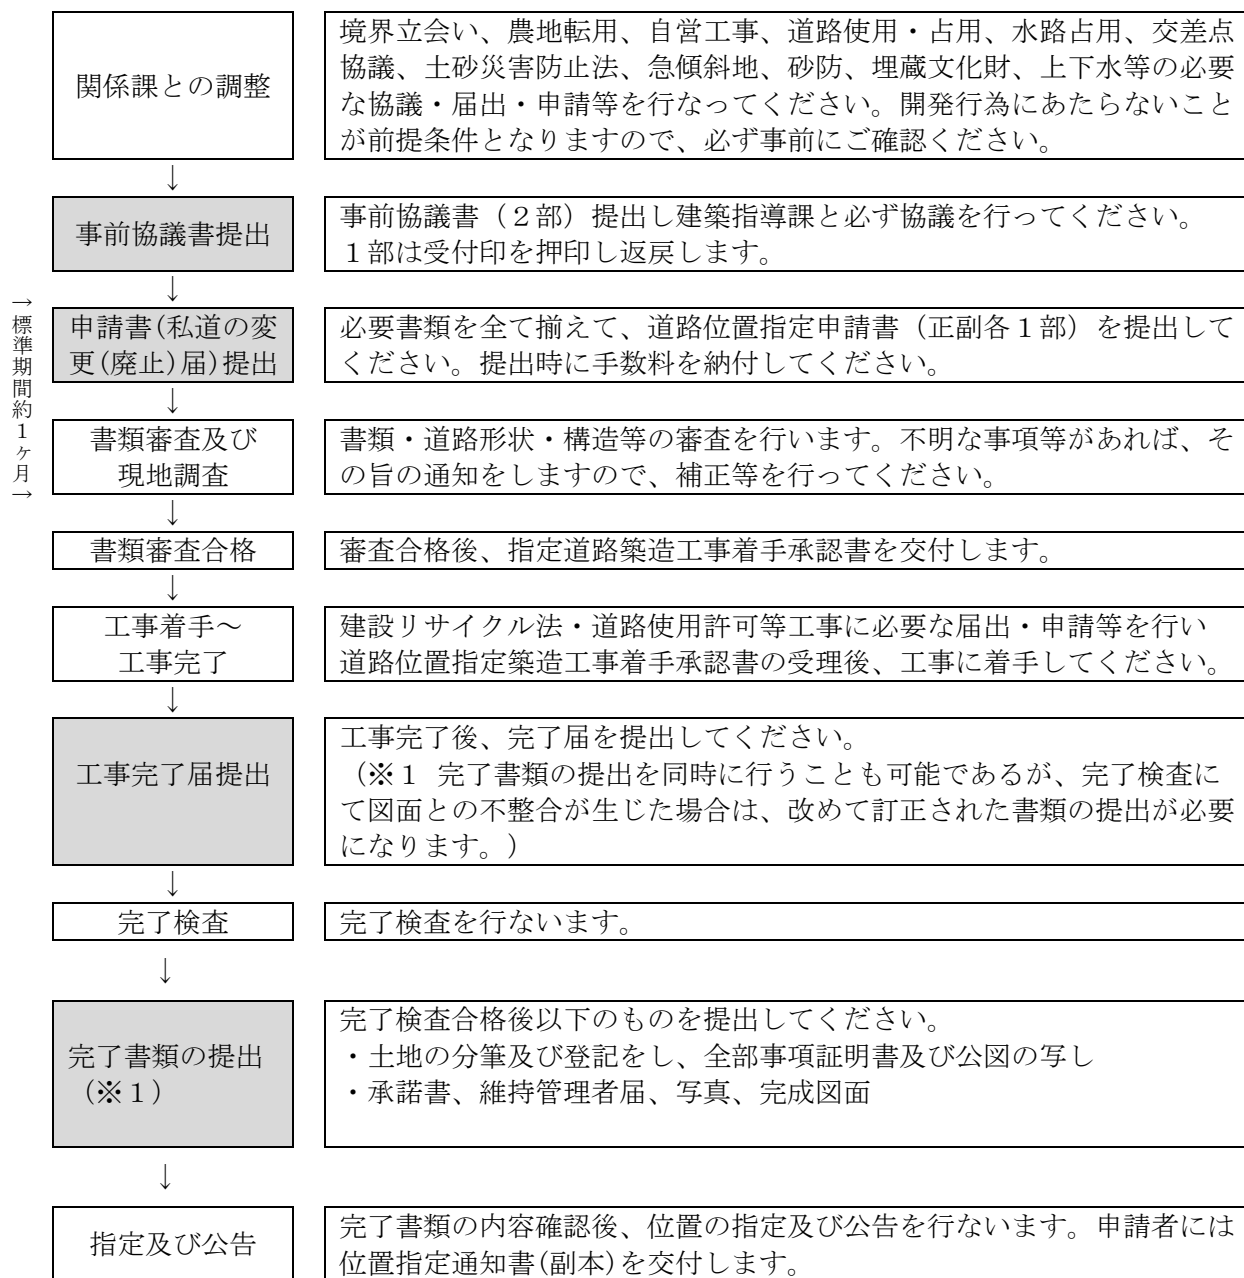 関係課との調整
境界立会い、農地転用、自営工事、道路使用・占用、水路占用、交差点
協議、土砂災害防止法、急傾斜地、砂防、埋蔵文化財、上下水等の必要
な協議・届出・申請等を行なってください。開発行為にあたらないこと
が前提条件となりますので、必ず事前にご確認ください。
↓
事前協議書提出
事前協議書（２部）提出し建築指導課と必ず協議を行ってください。
１部は受付印を押印し返戻します。
↓
→標準期間約１ヶ月→
申請書(私道の変
更(廃止)届)提出
必要書類を全て揃えて、道路位置指定申請書（正副各１部）を提出して
ください。提出時に手数料を納付してください。
↓
書類審査及び
現地調査
書類・道路形状・構造等の審査を行います。不明な事項等があれば、そ
の旨の通知をしますので、補正等を行ってください。
↓
書類審査合格
審査合格後、指定道路築造工事着手承認書を交付します。
↓
工事着手～
工事完了
建設リサイクル法・道路使用許可等工事に必要な届出・申請等を行い
道路位置指定築造工事着手承認書の受理後、工事に着手してください。
↓
工事完了届提出
工事完了後、完了届を提出してください。
（※１ 完了書類の提出を同時に行うことも可能であるが、完了検査に
て図面との不整合が生じた場合は、改めて訂正された書類の提出が必要
になります。）
↓
完了検査
完了検査を行ないます。
↓
完了書類の提出
（※１）
完了検査合格後以下のものを提出してください。
・土地の分筆及び登記をし、全部事項証明書及び公図の写し
・承諾書、維持管理者届、写真、完成図面
↓
指定及び公告
完了書類の内容確認後、位置の指定及び公告を行ないます。申請者には
位置指定通知書(副本)を交付します。